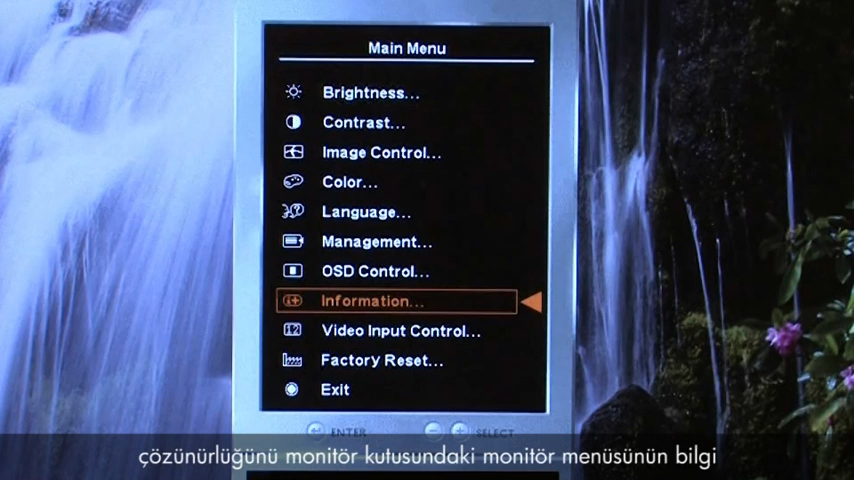 Main Menu
Brightness...
Contrast...
Image Control...
Color...
Language...
Management...
OSD Control...
Information...
Video Input Control...
Factory Reset...
Exit
ENTER
SELECT
çözünürlüğünü monitör kutusundaki monitör menüsünün bilgi